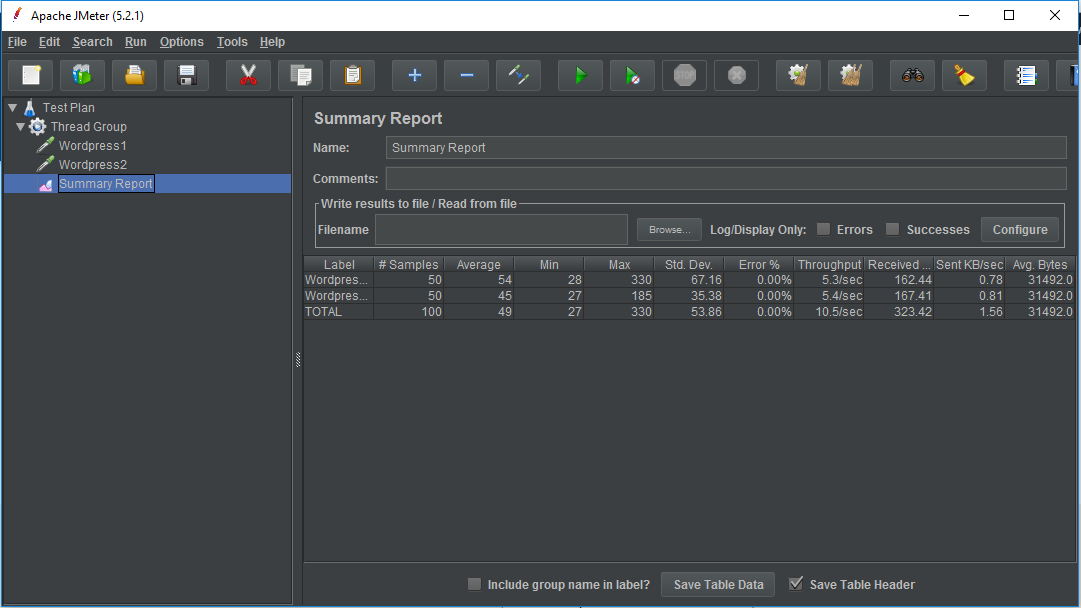 Apache JMeter (5.2.1)
File Edit Search Run Options Tools Help
STOP
Test Plan
Thread Group
Wordpress1
Wordpress2
Summary Report
Summary Report
Name: Summary Report
Comments:
Write results to file / Read from file
Filename Browse... Log/Display Only: Errors Successes Configure
Label # Samples Average Min Max Std. Dev. Error % Throughput Received ... Sent KB/sec Avg. Bytes
Wordpres... 50 54 28 330 67.16 0.00% 5.3/sec 162.44 0.78 31492.0
Wordpres... 50 45 27 185 35.38 0.00% 5.4/sec 167.41 0.81 31492.0
TOTAL 100 49 27 330 53.86 0.00% 10.5/sec 323.42 1.56 31492.0
Include group name in label? Save Table Data Save Table Header